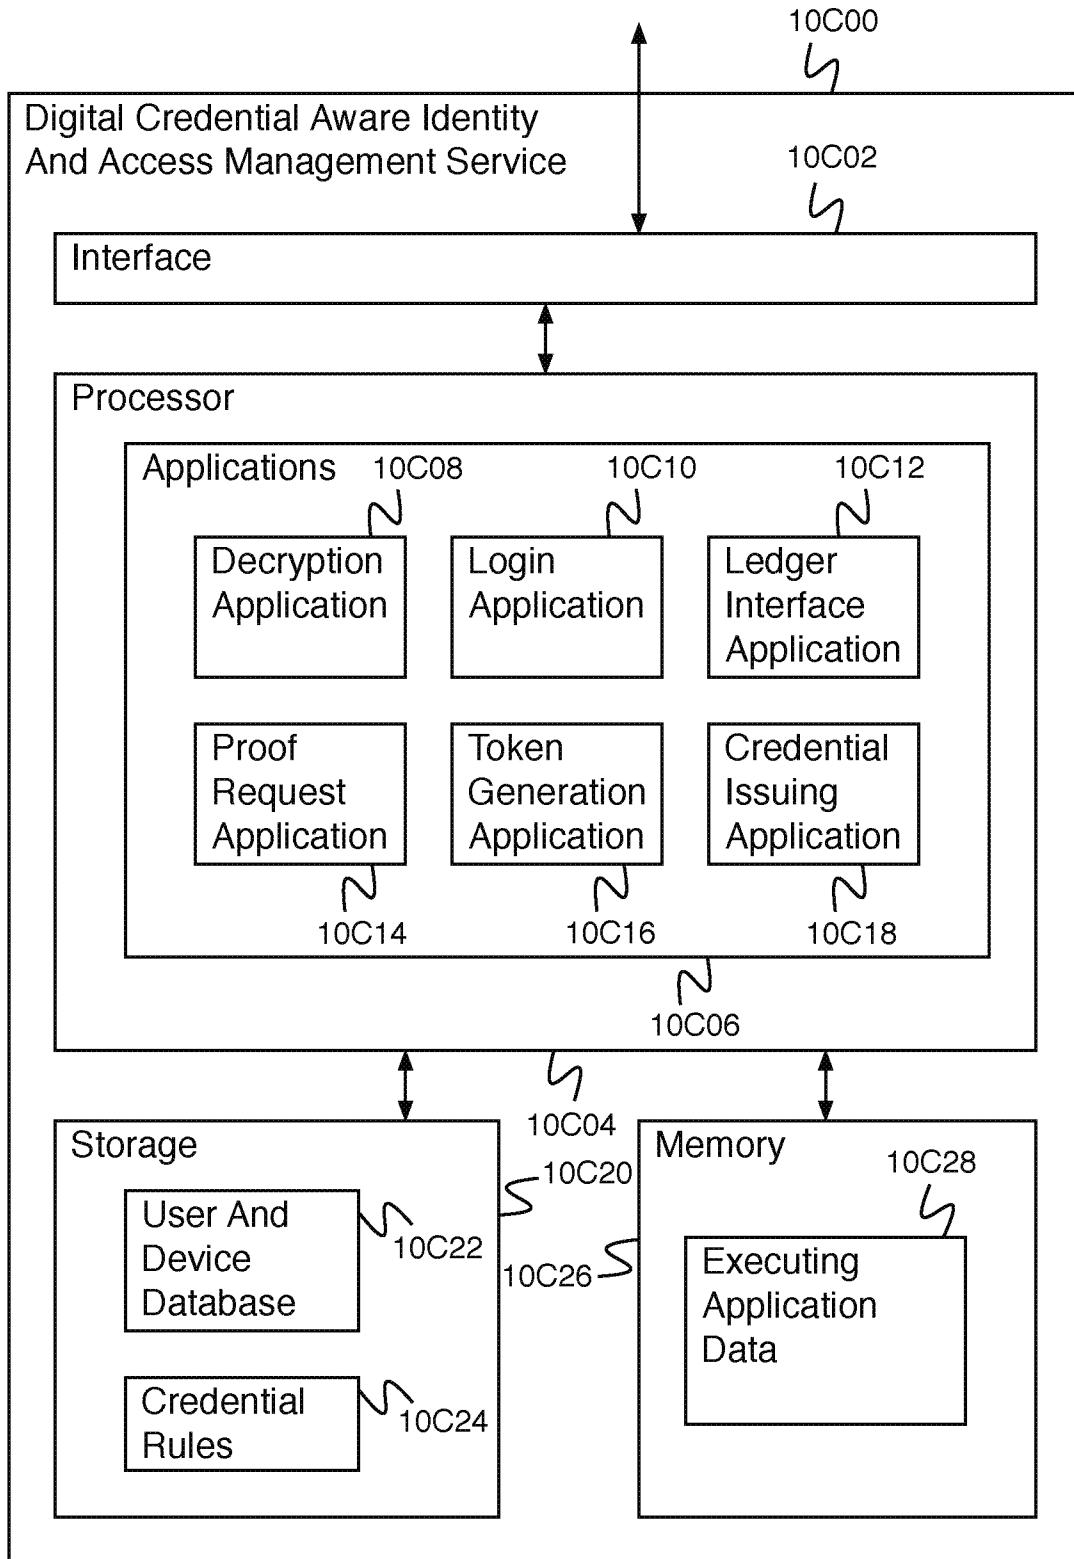 10C00
Digital Credential Aware Identity
And Access Management Service
10C02
Interface
Processor
Applications
10C08
10C10
10C12
Decryption
Application
Login
Application
Ledger
Interface
Application
Proof
Request
Application
Token
Generation
Application
Credential
Issuing
Application
10C14
10C16
10C18
10C06
10C04
Storage
10C20
User And
Device
Database
10C22
Credential
Rules
10C24
Memory
10C28
10C26
Executing
Application
Data